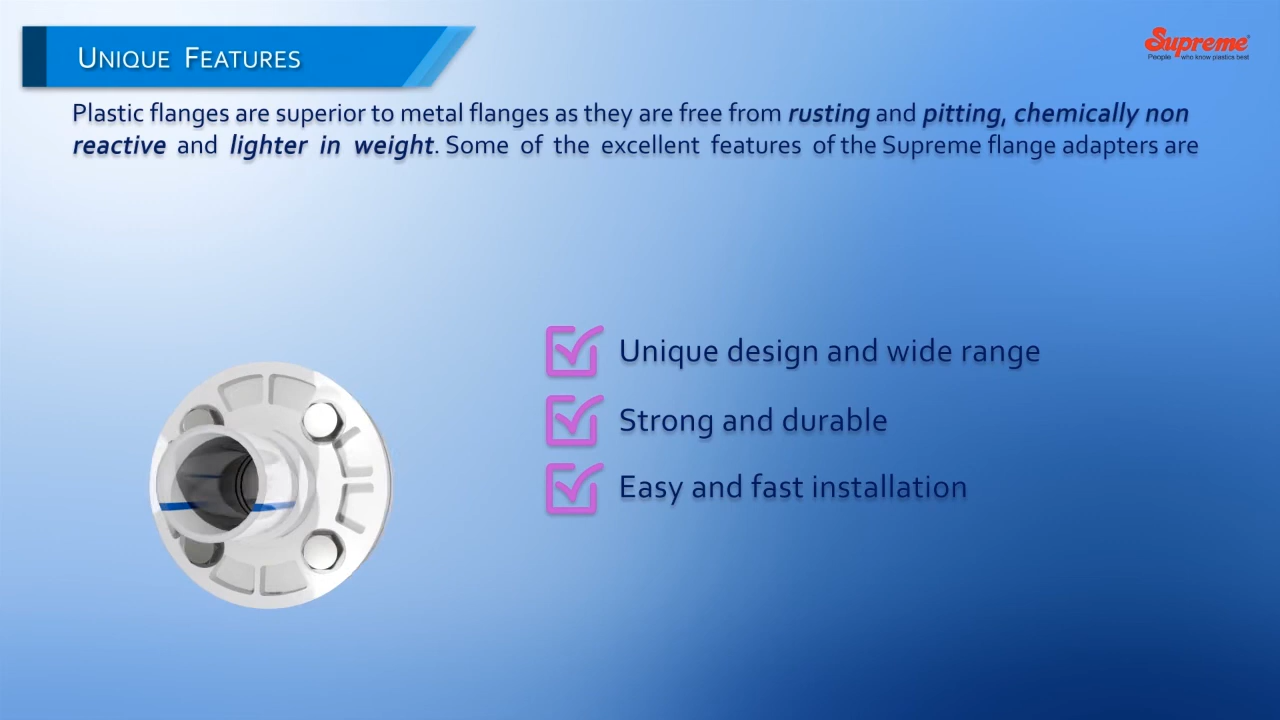 UNIQUE FEATURES
Supreme®
People who know plastics best
Plastic flanges are superior to metal flanges as they are free from rusting and pitting, chemically non
reactive and lighter in weight. Some of the excellent features of the Supreme flange adapters are
Unique design and wide range
Strong and durable
Easy and fast installation